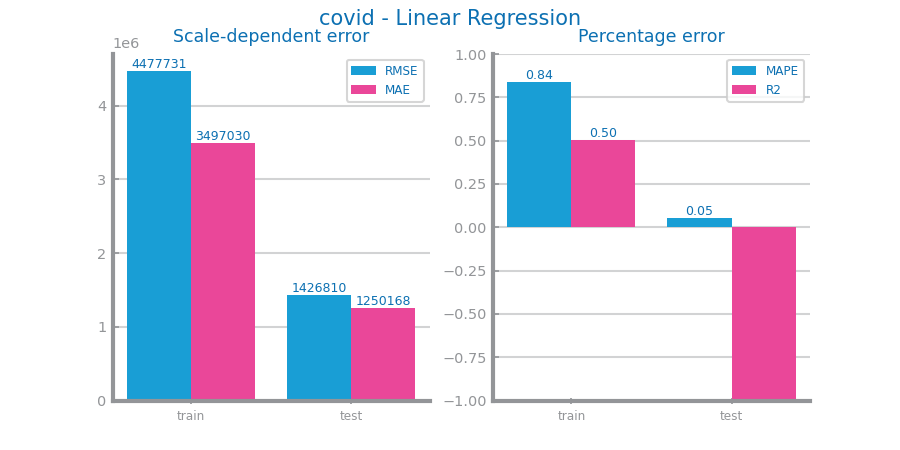 covid - Linear Regression
Scale-dependent error
1e6
4477731
3497030
1426810
1250168
RMSE
MAE
4
3
2
1
0
train
test
Percentage error
1.00
0.75
0.50
0.25
0.00
−0.25
−0.50
−0.75
−1.00
0.84
0.50
0.05
MAPE
R2
train
test